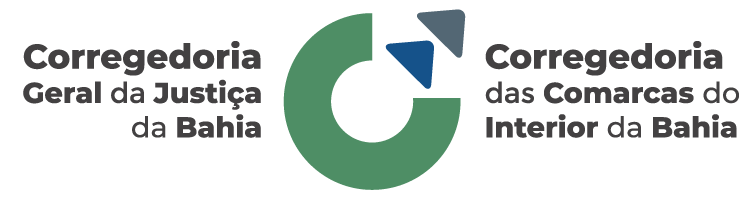 Corregedoria
Geral da Justiça
da Bahia
Corregedoria
das Comarcas do
Interior da Bahia